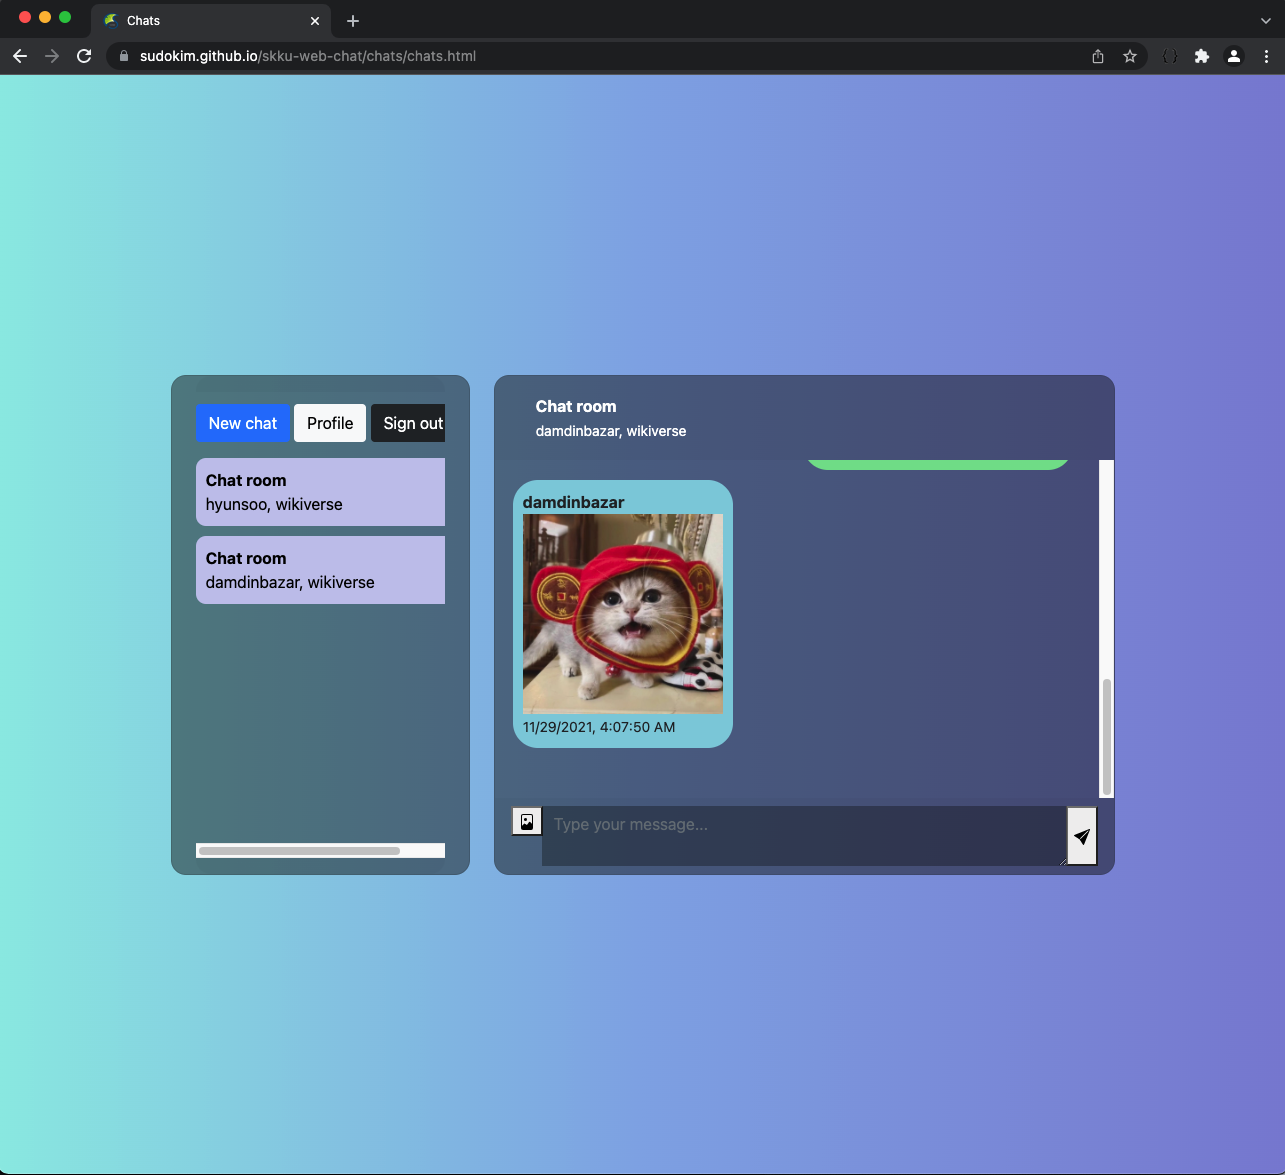 Chats
sudokim.github.io/skku-web-chat/chats/chats.html
New chat
Profile
Sign out
Chat room
hyunsoo, wikiverse
Chat room
damdinbazar, wikiverse
Chat room
damdinbazar, wikiverse
damdinbazar
11/29/2021, 4:07:50 AM
Type your message...